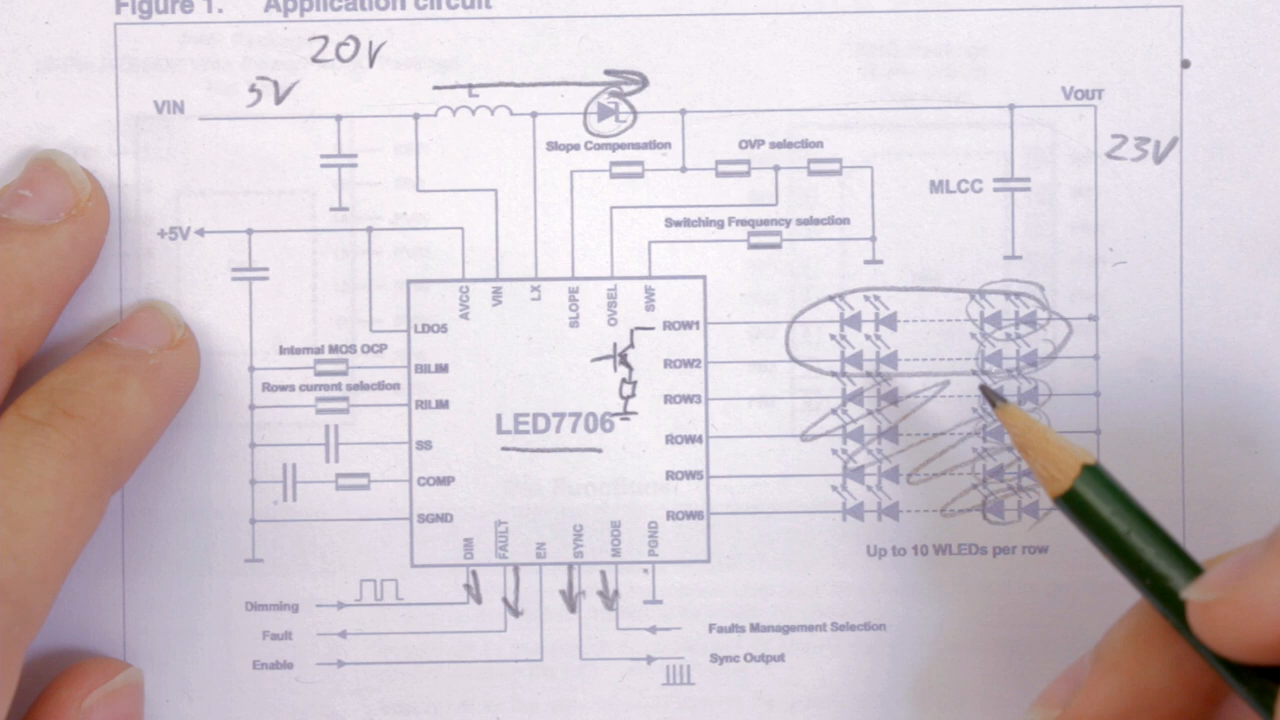 Figure 1. Application circuit
20V
5V
VIN
L
VOUT
23V
Slope Compensation
OVP selection
MLCC
Switching Frequency selection
+5V
AVCC
VIN
LX
SLOPE
OVSEL
SWF
LDO5
ROW1
Internal MOS OCP
BILIM
ROW2
Rows current selection
RILIM
ROW3
LED7706
SS
ROW4
COMP
ROW5
SGND
ROW6
DIM
FAULT
EN
SYNC
MODE
PGND
Up to 10 WLEDs per row
Dimming
Fault
Faults Management Selection
Enable
Sync Output